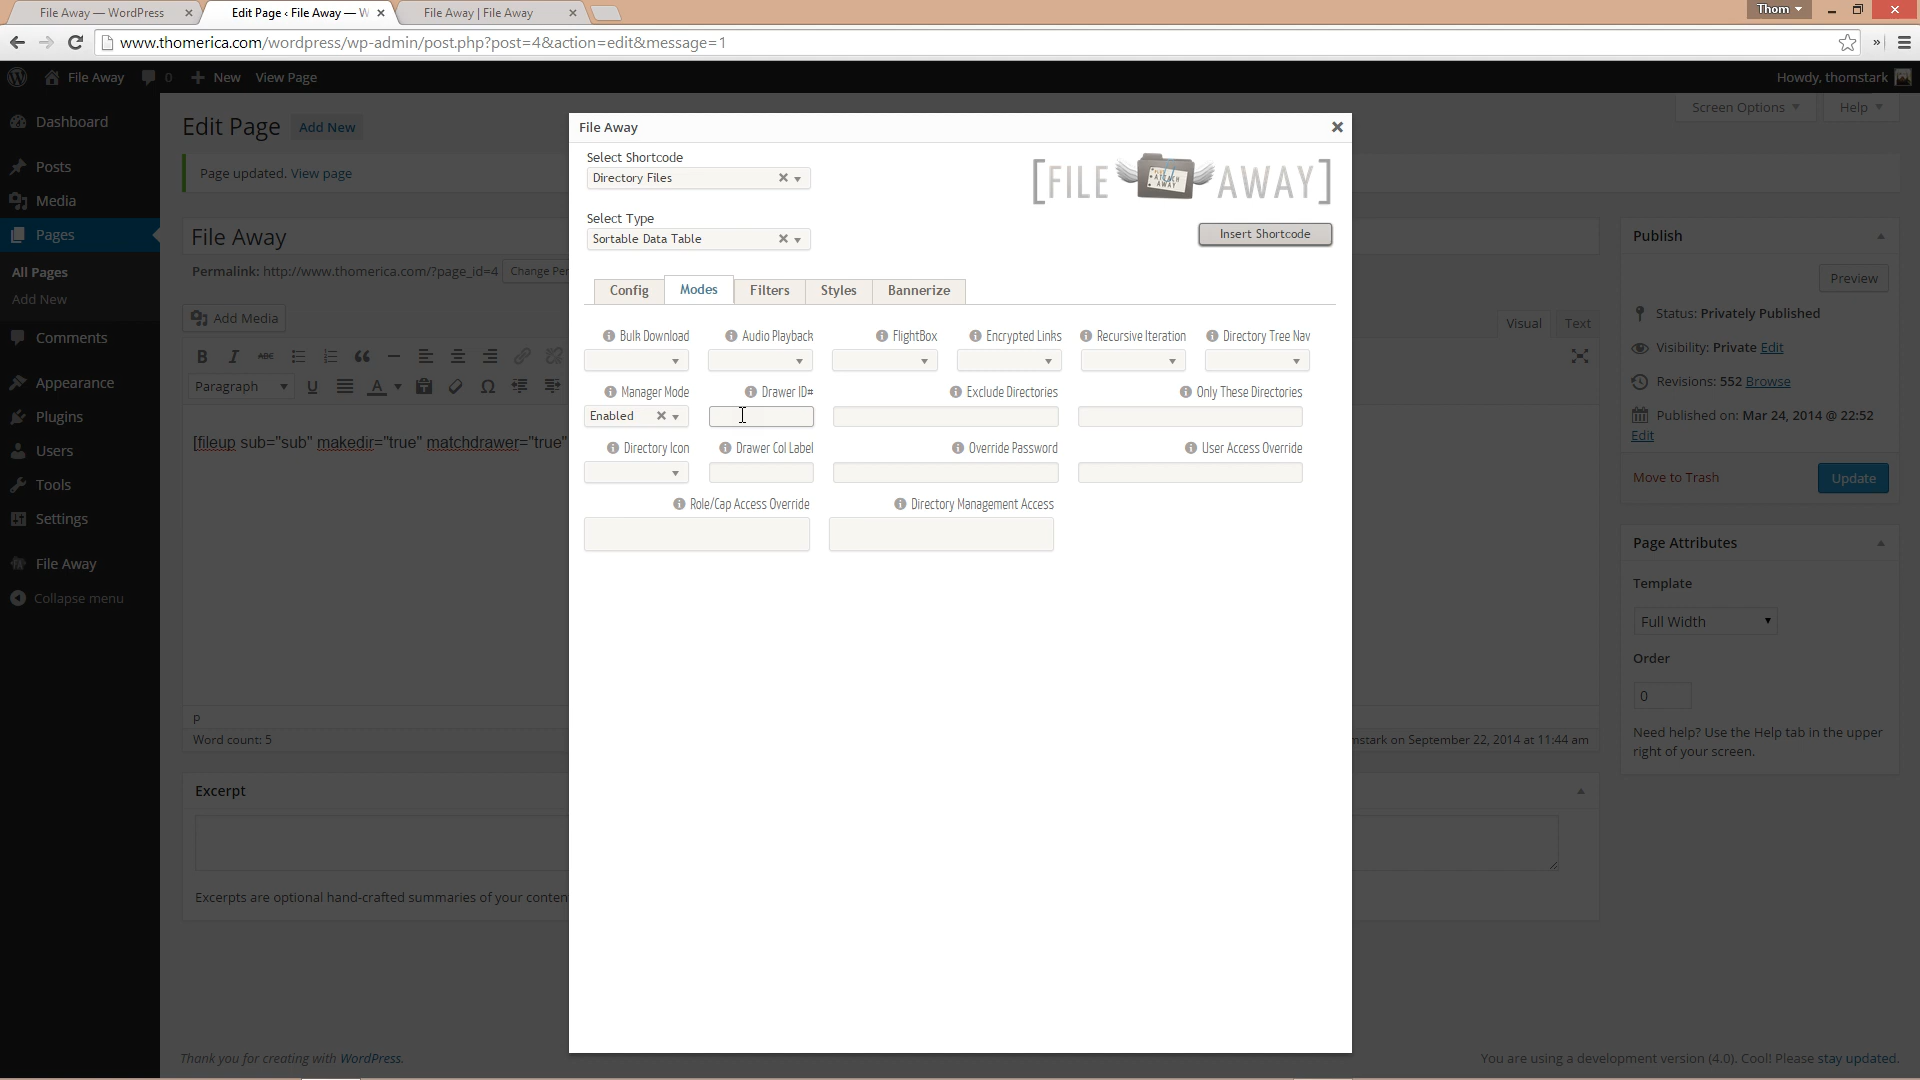 File Away — WordPress
Edit Page ‹ File Away — W
File Away | File Away
Thom
www.thomerica.com/wordpress/wp-admin/post.php?post=4&action=edit&message=1
File Away
0
New
View Page
Howdy, thomstark
Dashboard
Posts
Media
Pages
All Pages
Add New
Comments
Appearance
Plugins
Users
Tools
Settings
File Away
Collapse menu
Screen Options
Help
Edit Page
Add New
Page updated. View page
File Away
Permalink: http://www.thomerica.com/?page_id=4
Change Per
Add Media
Visual
Text
B I ABC
Paragraph
U A Ω
[fileup sub="sub" makedir="true" matchdrawer="true"
P
Word count: 5
mstark on September 22, 2014 at 11:44 am
Excerpt
Excerpts are optional hand-crafted summaries of your conten
Thank you for creating with WordPress.
You are using a development version (4.0). Cool! Please stay updated.
File Away
Select Shortcode
Directory Files
[FILE AWAY]
Select Type
Sortable Data Table
Insert Shortcode
Config
Modes
Filters
Styles
Bannerize
Bulk Download
Audio Playback
FlightBox
Encrypted Links
Recursive Iteration
Directory Tree Nav
Manager Mode
Drawer ID#
Exclude Directories
Only These Directories
Enabled
Directory Icon
Drawer Col Label
Override Password
User Access Override
Role/Cap Access Override
Directory Management Access
Publish
Preview
Status: Privately Published
Visibility: Private Edit
Revisions: 552 Browse
Published on: Mar 24, 2014 @ 22:52
Edit
Move to Trash
Update
Page Attributes
Template
Full Width
Order
0
Need help? Use the Help tab in the upper
right of your screen.